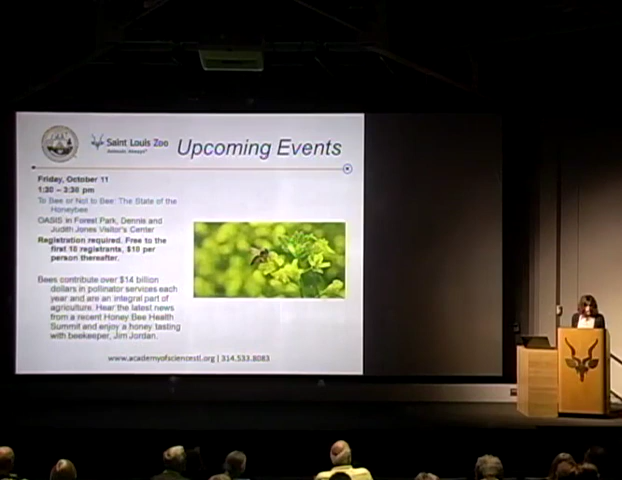 Saint Louis Zoo
Animals Always
Upcoming Events
Friday, October 11
1:30 – 3:30 pm
To Bee or Not to Bee: The State of the
Honeybee
OASIS in Forest Park, Dennis and
Judith Jones Visitor's Center
Registration required. Free to the
first 10 registrants, $10 per
person thereafter.
Bees contribute over $14 billion
dollars in pollinator services each
year and are an integral part of
agriculture. Hear the latest news
from a recent Honey Bee Health
Summit and enjoy a honey tasting
with beekeeper, Jim Jordan.
www.academyofsciencestl.org | 314.533.8083